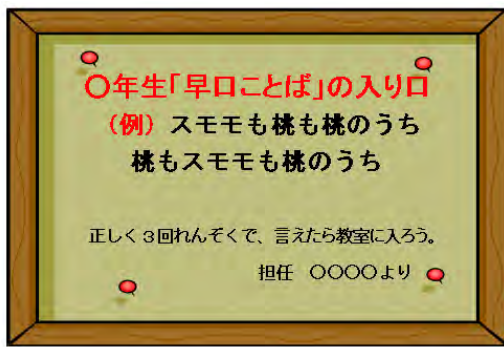 〇年生「早口ことば」の入り口
（例）スモモも桃も桃のうち
桃もスモモも桃のうち
正しく３回れんぞくで、言えたら教室に入ろう。
担任　〇〇〇〇より